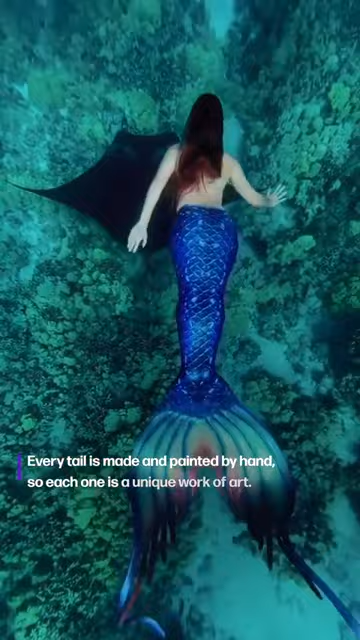 Every tail is made and painted by hand,
so each one is a unique work of art.